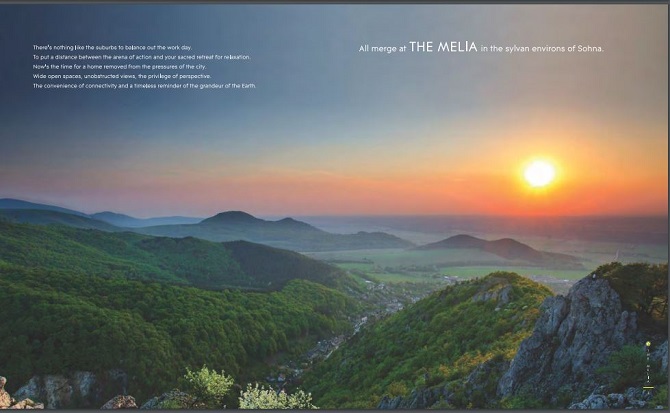 There's nothing like the suburbs to balance out the work day.
To put a distance between the arena of action and your sacred retreat for relaxation.
Now's the time for a home removed from the pressures of the city.
Wide open spaces, unobstructed views, the privilege of perspective.
The convenience of connectivity and a timeless reminder of the grandeur of the Earth.
All merge at THE MELIA in the sylvan environs of Sohna.